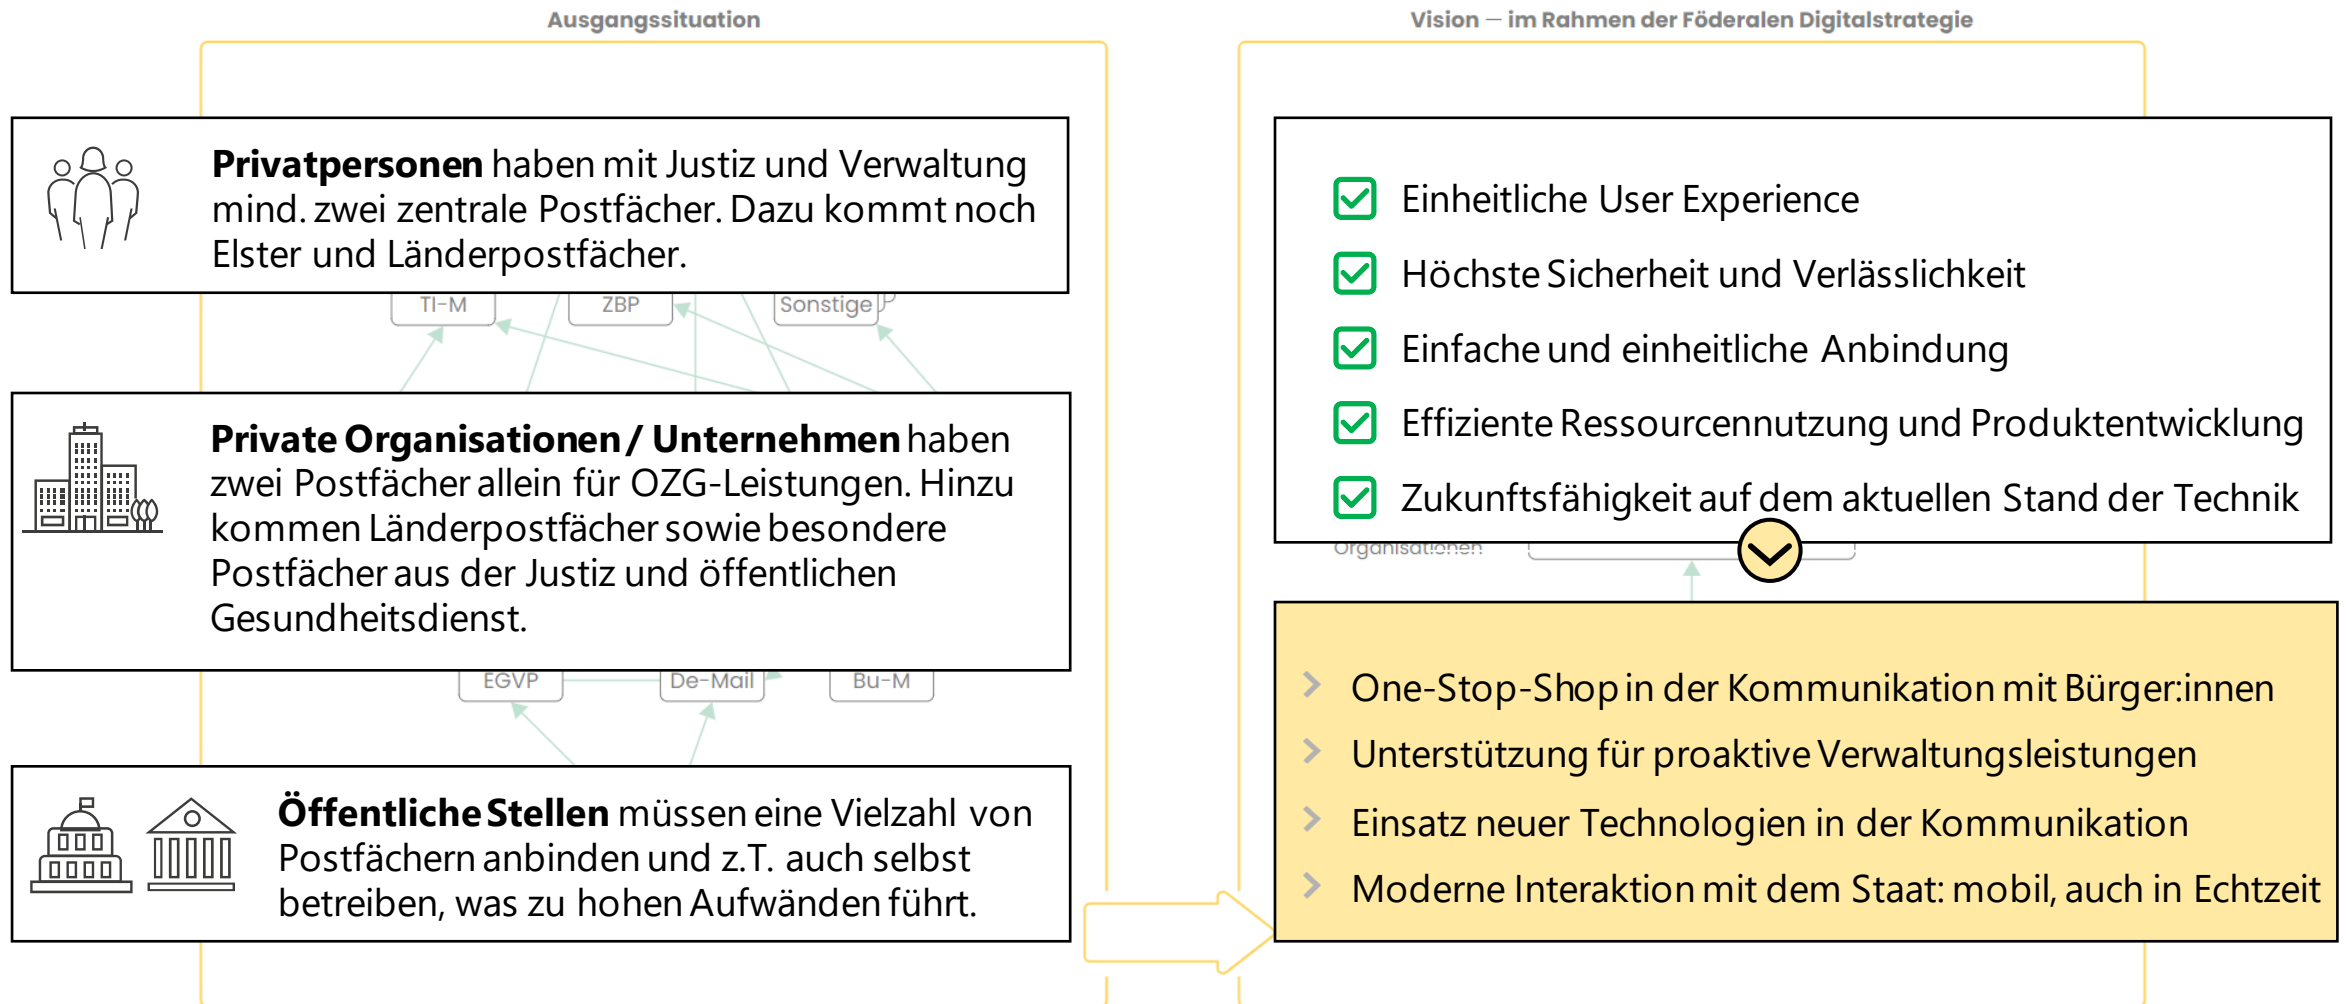 Ausgangssituation
Privatpersonen haben mit Justiz und Verwaltung
mind. zwei zentrale Postfächer. Dazu kommt noch
Elster und Länderpostfächer.
TI-M
ZBP
Sonstige
Private Organisationen / Unternehmen haben
zwei Postfächer allein für OZG-Leistungen. Hinzu
kommen Länderpostfächer sowie besondere
Postfächer aus der Justiz und öffentlichen
Gesundheitsdienst.
EGVP
De-Mail
Bu-M
Öffentliche Stellen müssen eine Vielzahl von
Postfächern anbinden und z.T. auch selbst
betreiben, was zu hohen Aufwänden führt.
Vision – im Rahmen der Föderalen Digitalstrategie
Einheitliche User Experience
Höchste Sicherheit und Verlässlichkeit
Einfache und einheitliche Anbindung
Effiziente Ressourcennutzung und Produktentwicklung
Zukunftsfähigkeit auf dem aktuellen Stand der Technik
Organisationen
One-Stop-Shop in der Kommunikation mit Bürger:innen
Unterstützung für proaktive Verwaltungsleistungen
Einsatz neuer Technologien in der Kommunikation
Moderne Interaktion mit dem Staat: mobil, auch in Echtzeit